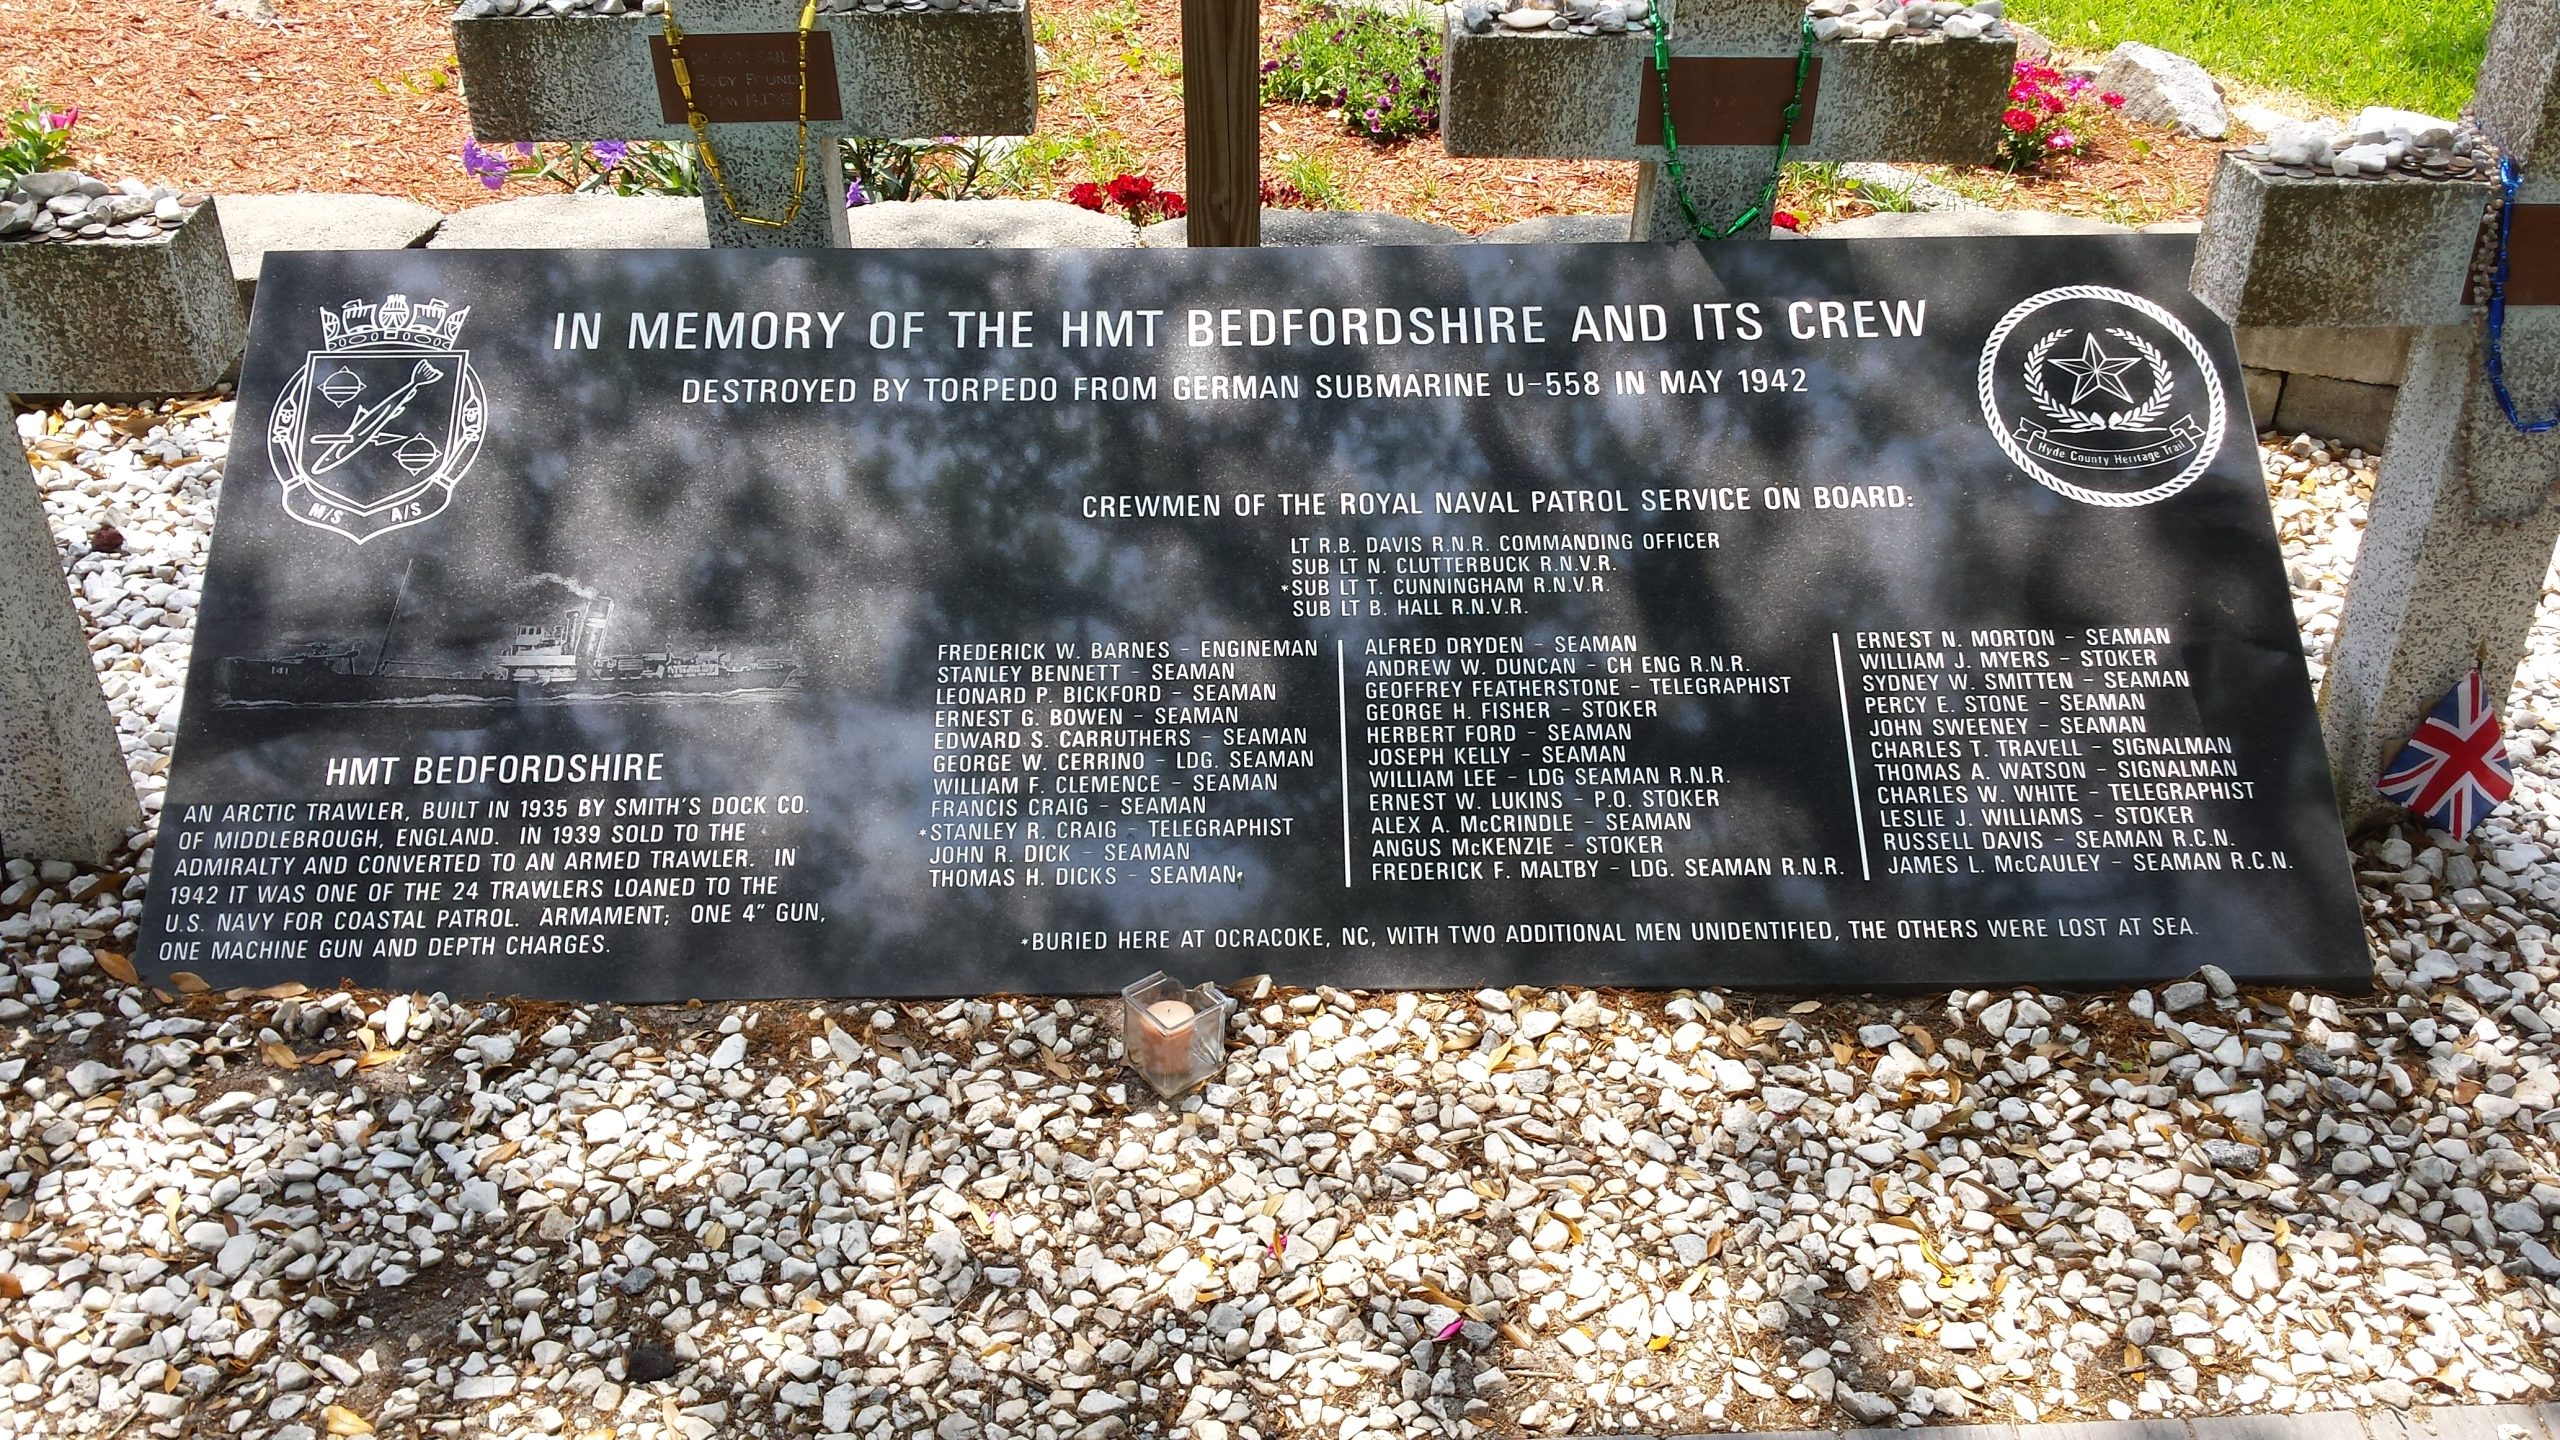 BODY FOUND
IN MEMORY OF THE HMT BEDFORDSHIRE AND ITS CREW
DESTROYED BY TORPEDO FROM GERMAN SUBMARINE U-558 IN MAY 1942
M/S A/S
Hyde County Heritage Trail
CREWMEN OF THE ROYAL NAVAL PATROL SERVICE ON BOARD:
LT R.B. DAVIS R.N.R. COMMANDING OFFICER
SUB LT N. CLUTTERBUCK R.N.V.R.
*SUB LT T. CUNNINGHAM R.N.V.R.
SUB LT B. HALL R.N.V.R.
FREDERICK W. BARNES - ENGINEMAN
STANLEY BENNETT - SEAMAN
LEONARD P. BICKFORD - SEAMAN
ERNEST G. BOWEN - SEAMAN
EDWARD S. CARRUTHERS - SEAMAN
GEORGE W. CERRINO - LDG. SEAMAN
WILLIAM F. CLEMENCE - SEAMAN
FRANCIS CRAIG - SEAMAN
*STANLEY R. CRAIG - TELEGRAPHIST
JOHN R. DICK - SEAMAN
THOMAS H. DICKS - SEAMAN
ALFRED DRYDEN - SEAMAN
ANDREW W. DUNCAN - CH ENG R.N.R.
GEOFFREY FEATHERSTONE - TELEGRAPHIST
GEORGE H. FISHER - STOKER
HERBERT FORD - SEAMAN
JOSEPH KELLY - SEAMAN
WILLIAM LEE - LDG SEAMAN R.N.R.
ERNEST W. LUKINS - P.O. STOKER
ALEX A. McCRINDLE - SEAMAN
ANGUS McKENZIE - STOKER
FREDERICK F. MALTBY - LDG. SEAMAN R.N.R.
ERNEST N. MORTON - SEAMAN
WILLIAM J. MYERS - STOKER
SYDNEY W. SMITTEN - SEAMAN
PERCY E. STONE - SEAMAN
JOHN SWEENEY - SEAMAN
CHARLES T. TRAVELL - SIGNALMAN
THOMAS A. WATSON - SIGNALMAN
CHARLES W. WHITE - TELEGRAPHIST
LESLIE J. WILLIAMS - STOKER
RUSSELL DAVIS - SEAMAN R.C.N.
JAMES L. McCAULEY - SEAMAN R.C.N.
HMT BEDFORDSHIRE
AN ARCTIC TRAWLER, BUILT IN 1935 BY SMITH'S DOCK CO.
OF MIDDLEBROUGH, ENGLAND. IN 1939 SOLD TO THE
ADMIRALTY AND CONVERTED TO AN ARMED TRAWLER. IN
1942 IT WAS ONE OF THE 24 TRAWLERS LOANED TO THE
U.S. NAVY FOR COASTAL PATROL. ARMAMENT; ONE 4" GUN,
ONE MACHINE GUN AND DEPTH CHARGES.
*BURIED HERE AT OCRACOKE, NC, WITH TWO ADDITIONAL MEN UNIDENTIFIED, THE OTHERS WERE LOST AT SEA.